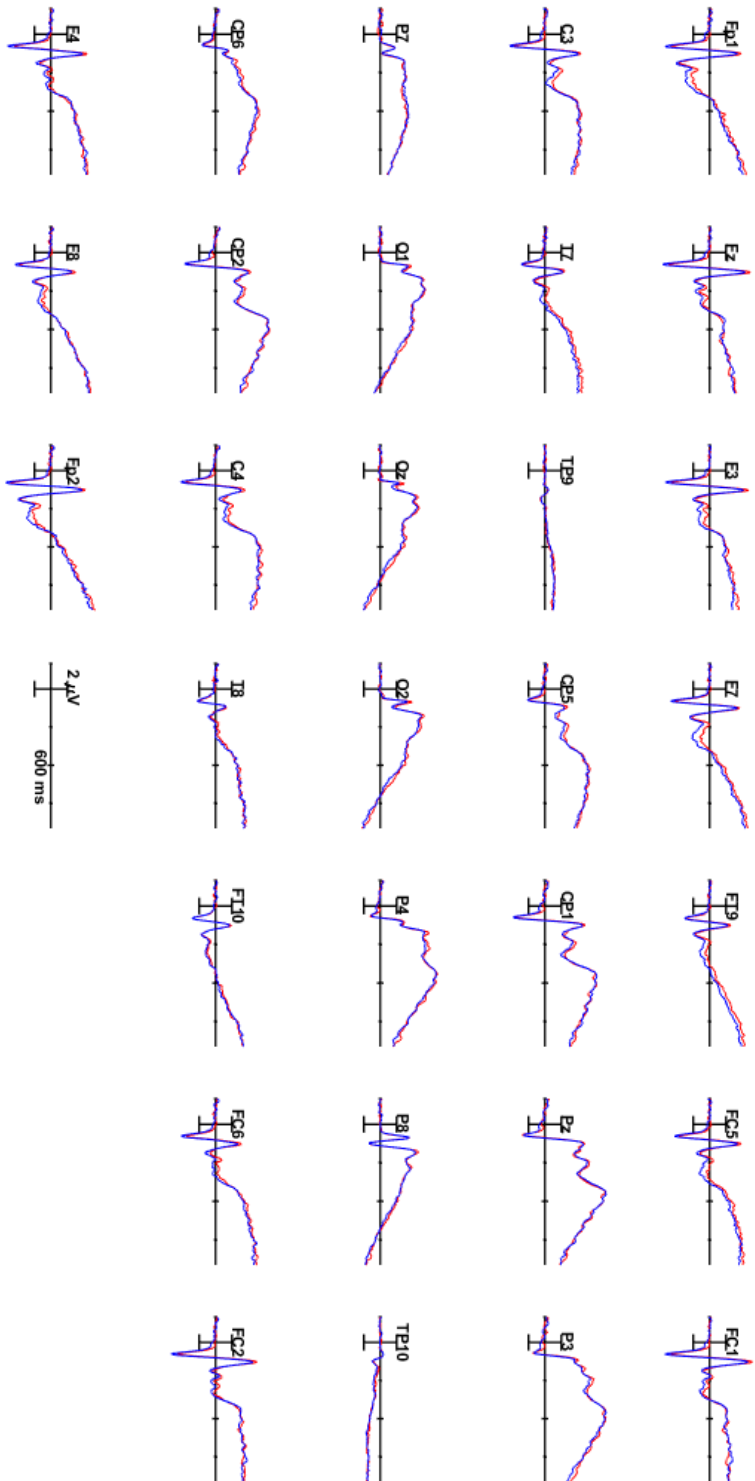 Fp1 Fz F3 F7 FT9 FC5 FC1
C3 T7 TP9 CP5 CP1 Pz P3
P7 O1 Oz O2 P4 P8 TP10
CP6 CP2 C4 T8 FT10 FC6 FC2
F4 F8 Fp2 2 μV
600 ms